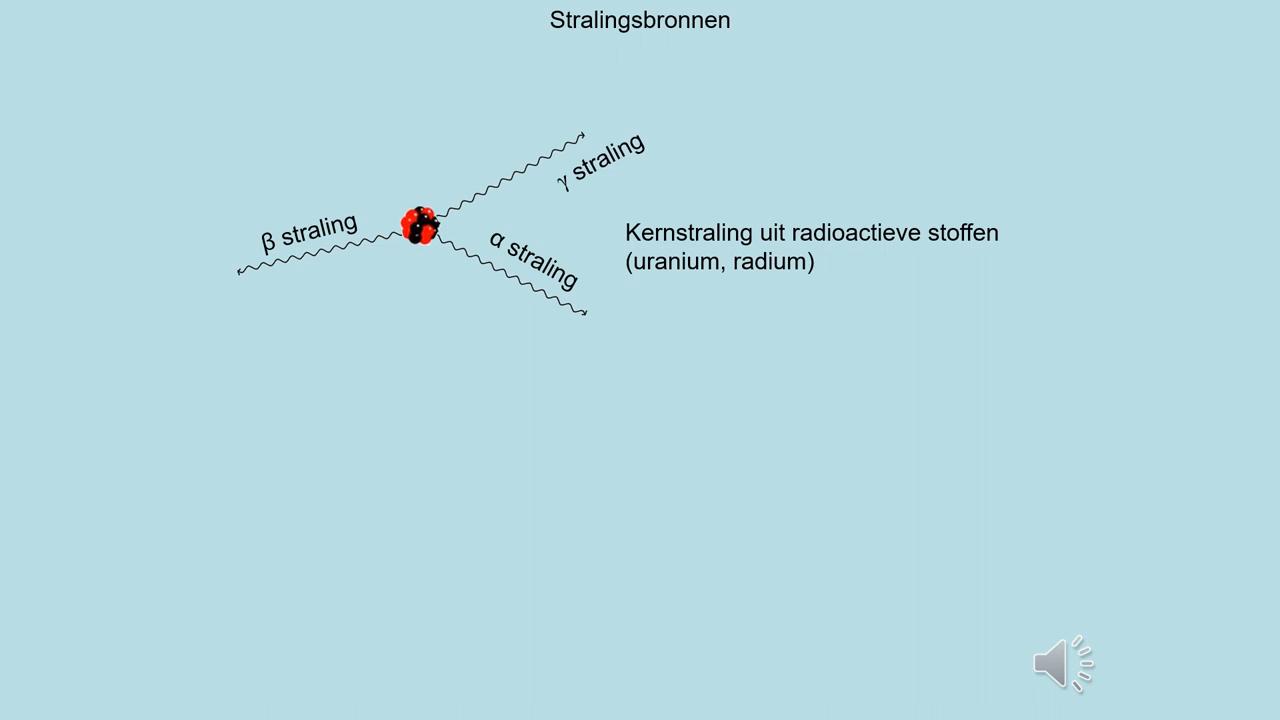 Stralingsbronnen
γ straling
β straling
α straling
Kernstraling uit radioactieve stoffen
(uranium, radium)